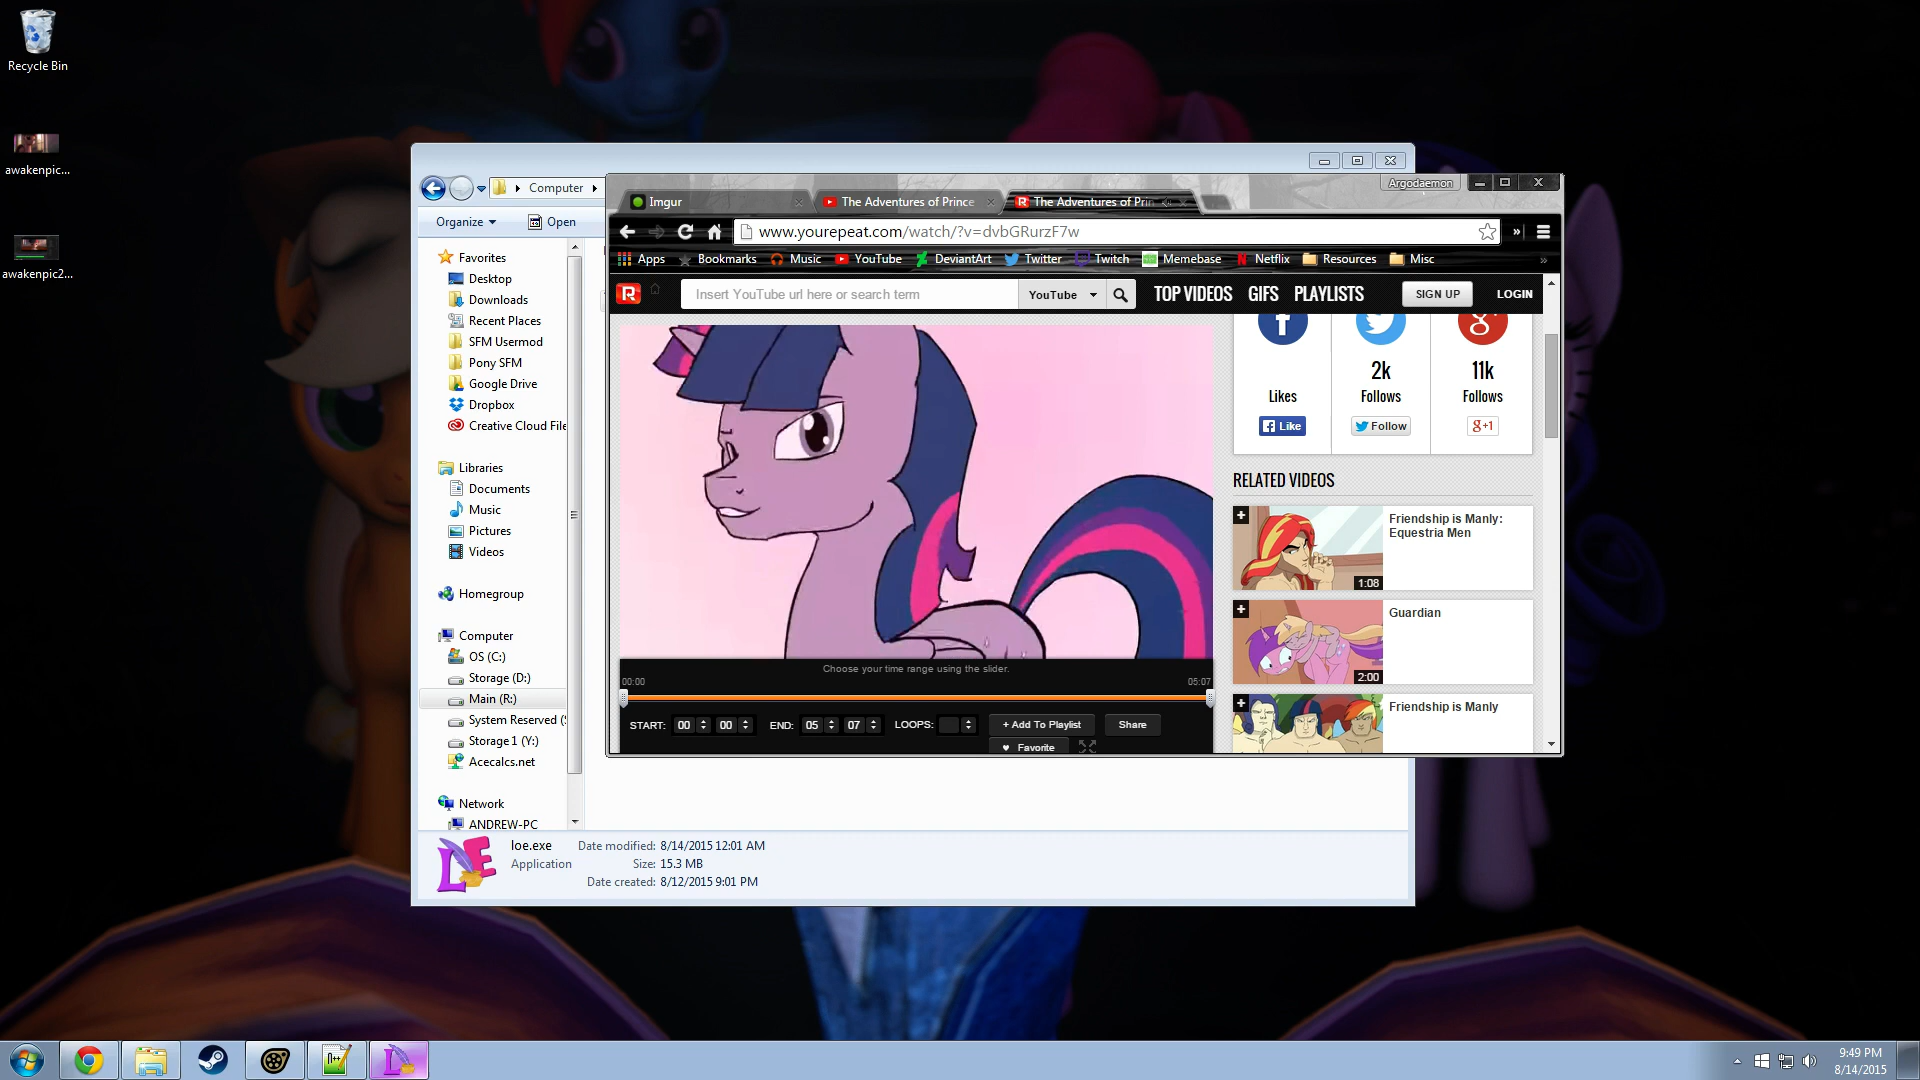 Recycle Bin
awakenpic...
awakenpic2...
Computer
Organize
Open
Favorites
Desktop
Downloads
Recent Places
SFM Usermod
Pony SFM
Google Drive
Dropbox
Creative Cloud File
Libraries
Documents
Music
Pictures
Videos
Homegroup
Computer
OS (C:)
Storage (D:)
Main (R:)
System Reserved (S
Storage 1 (Y:)
Acecalcs.net
Network
ANDREW-PC
loe.exe
Application
Date modified: 8/14/2015 12:01 AM
Size: 15.3 MB
Date created: 8/12/2015 9:01 PM
Argodaemon
Imgur
The Adventures of Prince
The Adventures of Prin
www.yourepeat.com/watch/?v=dvbGRurzF7w
Apps Bookmarks Music YouTube DeviantArt Twitter Twitch Memebase Netflix Resources Misc
R
Insert YouTube url here or search term
YouTube
TOP VIDEOS GIFS PLAYLISTS
SIGN UP LOGIN
2k 11k
Likes Follows Follows
Like Follow g+1
RELATED VIDEOS
Friendship is Manly:
Equestria Men
1:08
Guardian
2:00
Friendship is Manly
Choose your time range using the slider.
00:00 05:07
START: 00 00 END: 05 07 LOOPS: + Add To Playlist Share
Favorite
9:49 PM
8/14/2015